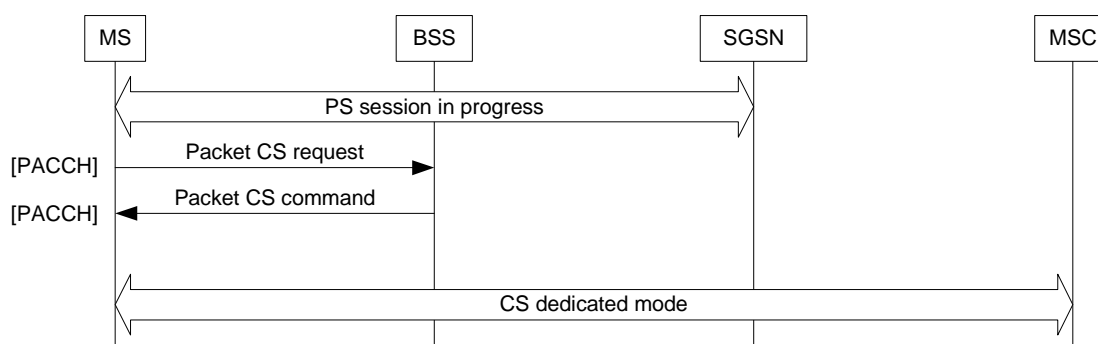 MS
BSS
SGSN
MSC
PS session in progress
[PACCH]
Packet CS request
[PACCH]
Packet CS command
CS dedicated mode